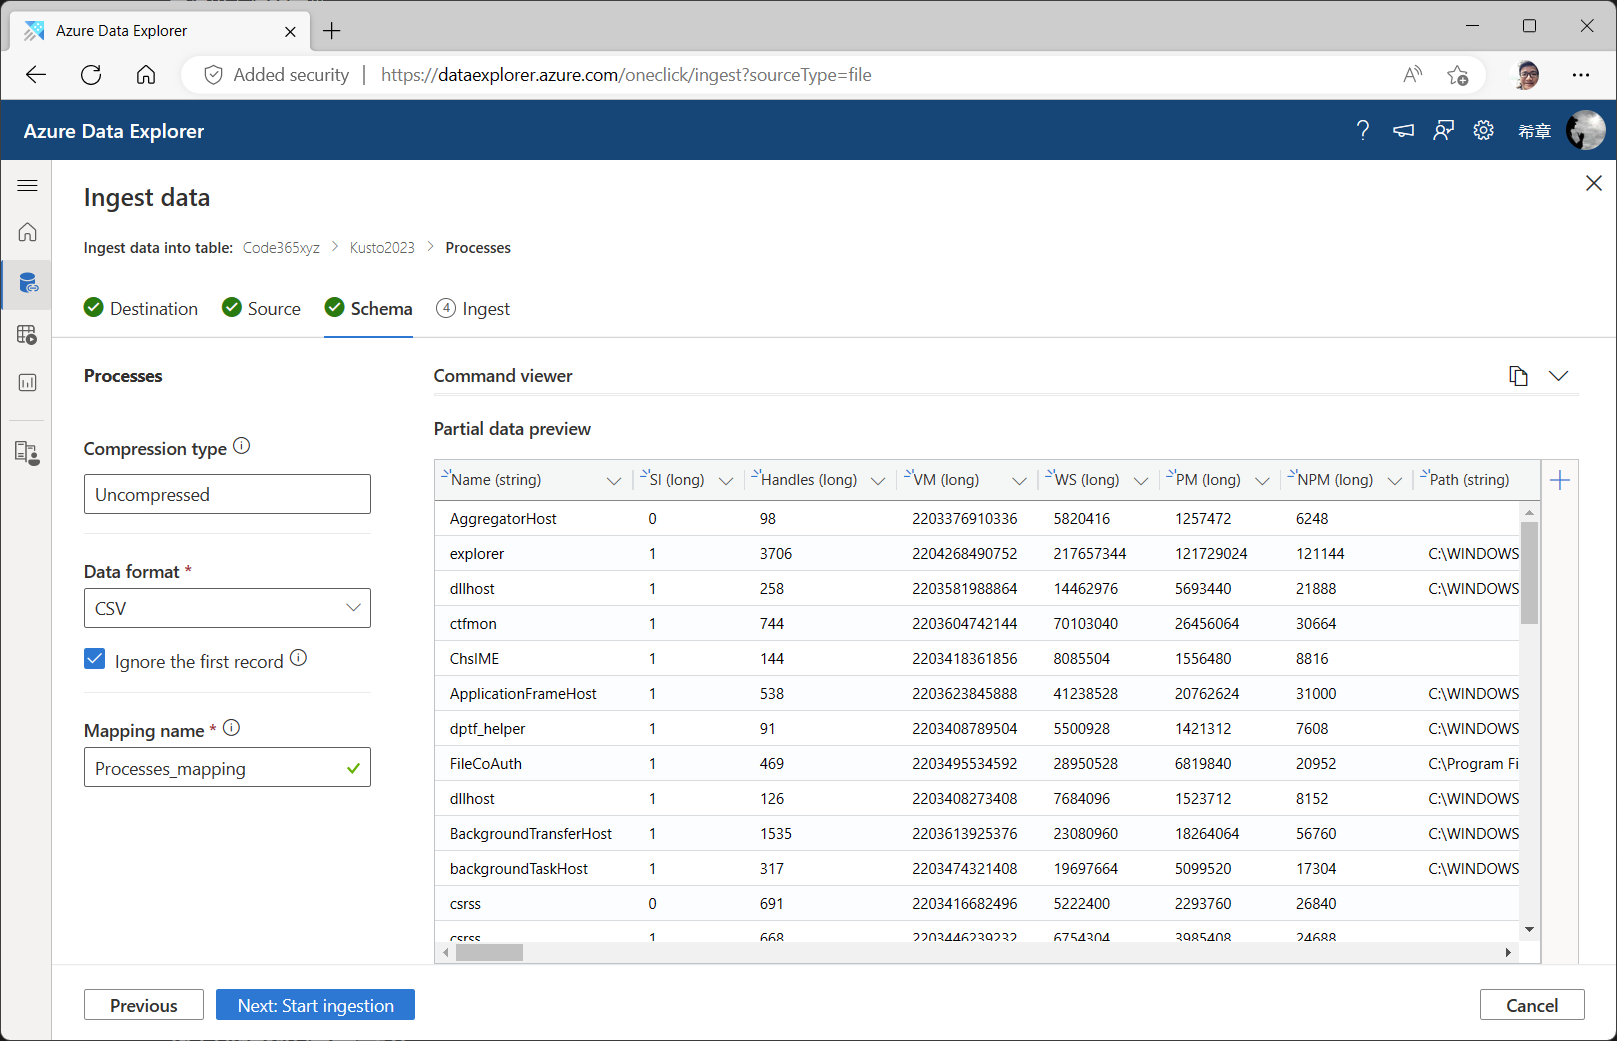 Azure Data Explorer
Added security | https://dataexplorer.azure.com/oneclick/ingest?sourceType=file
Azure Data Explorer
希章
Ingest data
Ingest data into table: Code365xyz > Kusto2023 > Processes
Destination Source Schema 4 Ingest
Processes
Command viewer
Partial data preview
Compression type
Uncompressed
Data format *
CSV
Ignore the first record
Mapping name *
Processes_mapping
Name (string) SI (long) Handles (long) VM (long) WS (long) PM (long) NPM (long) Path (string)
AggregatorHost 0 98 2203376910336 5820416 1257472 6248
explorer 1 3706 2204268490752 217657344 121729024 121144 C:\WINDOWS
dllhost 1 258 2203581988864 14462976 5693440 21888 C:\WINDOWS
ctfmon 1 744 2203604742144 70103040 26456064 30664
ChsIME 1 144 2203418361856 8085504 1556480 8816
ApplicationFrameHost 1 538 2203623845888 41238528 20762624 31000 C:\WINDOWS
dptf_helper 1 91 2203408789504 5500928 1421312 7608 C:\WINDOWS
FileCoAuth 1 469 2203495534592 28950528 6819840 20952 C:\Program Fi
dllhost 1 126 2203408273408 7684096 1523712 8152 C:\WINDOWS
BackgroundTransferHost 1 1535 2203613925376 23080960 18264064 56760 C:\WINDOWS
backgroundTaskHost 1 317 2203474321408 19697664 5099520 17304 C:\WINDOWS
csrss 0 691 2203416682496 5222400 2293760 26840
csrss 1 668 2203446239232 6754304 3985408 24688
Previous
Next: Start ingestion
Cancel